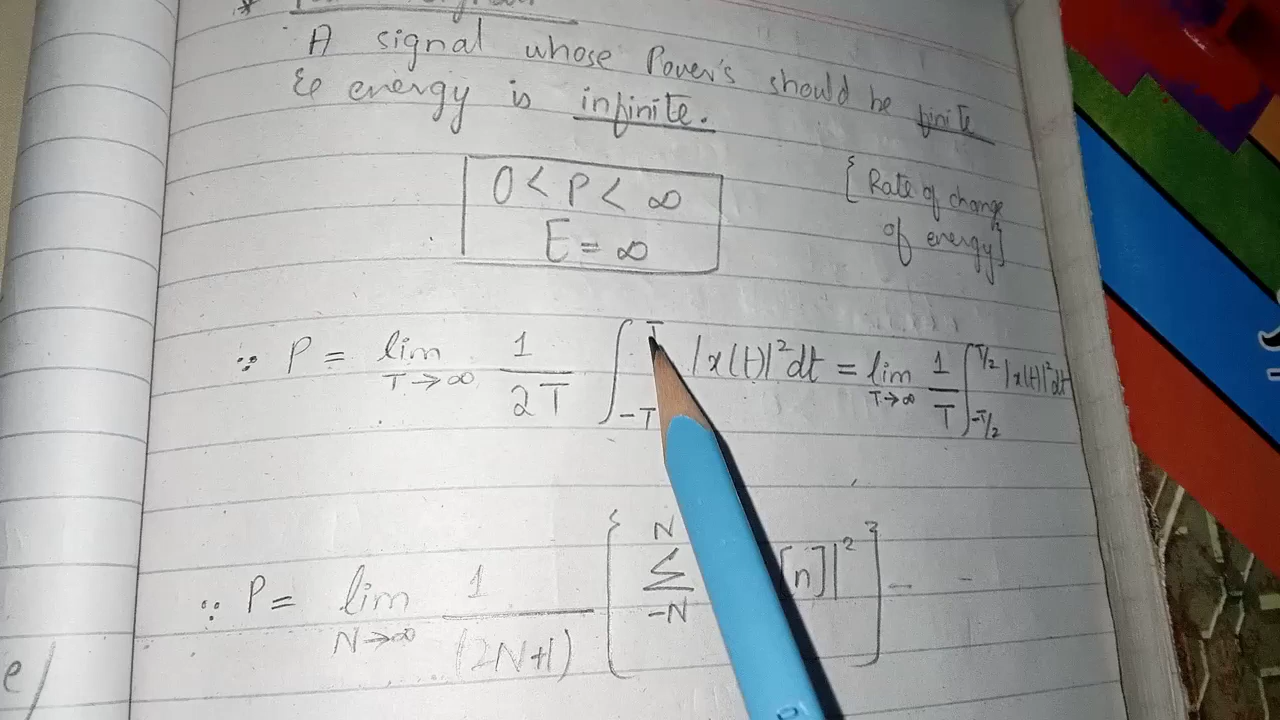 A signal whose Power's should be finite
& energy is infinite.
0 < P < ∞
E = ∞
[Rate of change
of energy]
∵ P = lim T→∞ 1/2T ∫ -T T |x(t)|² dt = lim T→∞ 1/T ∫ -T/2 T/2 |x(t)|² dt
∵ P = lim N→∞ 1/(2N+1) [ N Σ -N [n]|² ] - -
e)